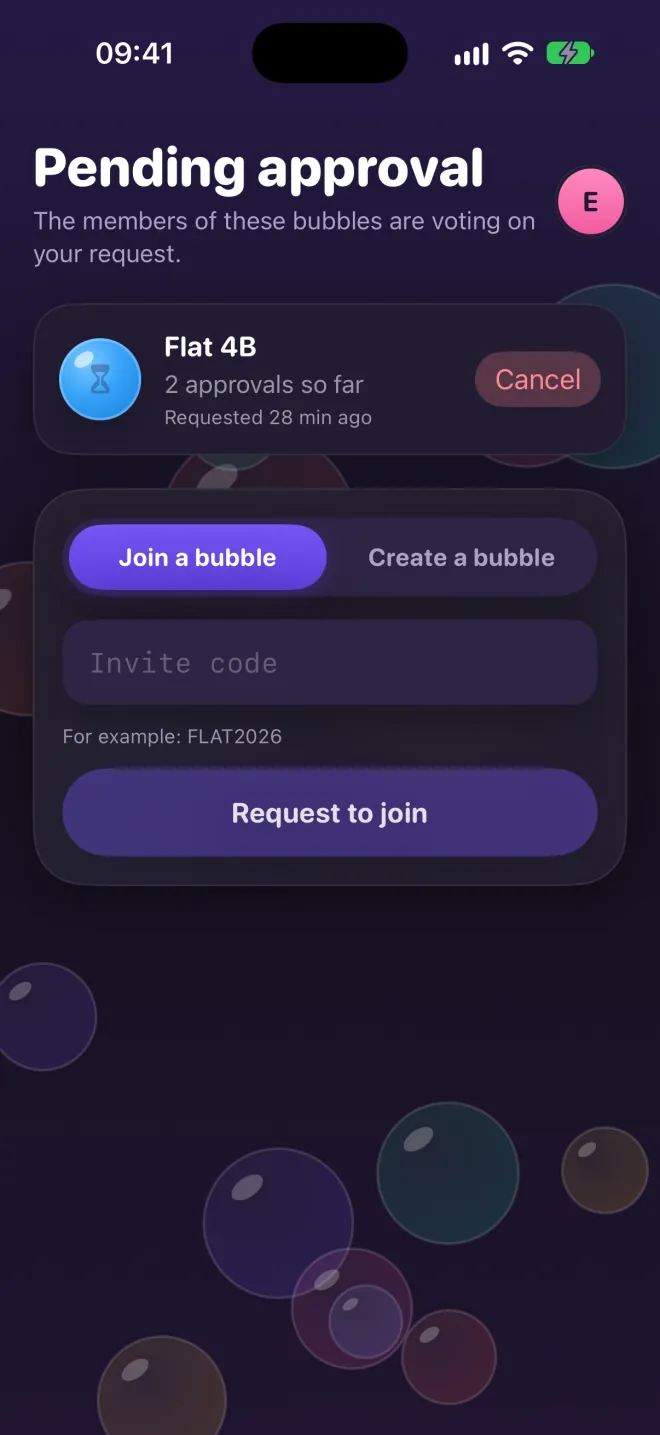 09:41
Pending approval
The members of these bubbles are voting on
your request.
E
Flat 4B
2 approvals so far
Requested 28 min ago
Cancel
Join a bubble
Create a bubble
Invite code
For example: FLAT2026
Request to join